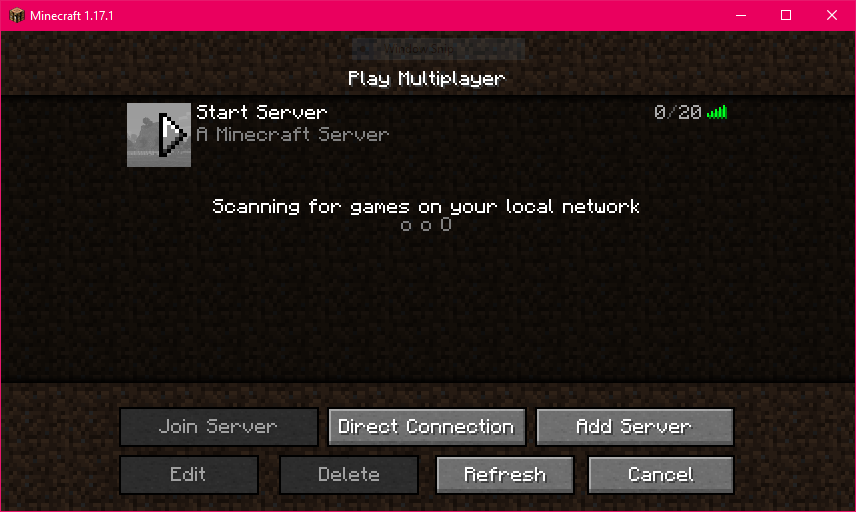 Minecraft 1.17.1
Play Multiplayer
Start Server
0/20
A Minecraft Server
Scanning for games on your local network
o o O
Join Server
Direct Connection
Add Server
Edit
Delete
Refresh
Cancel